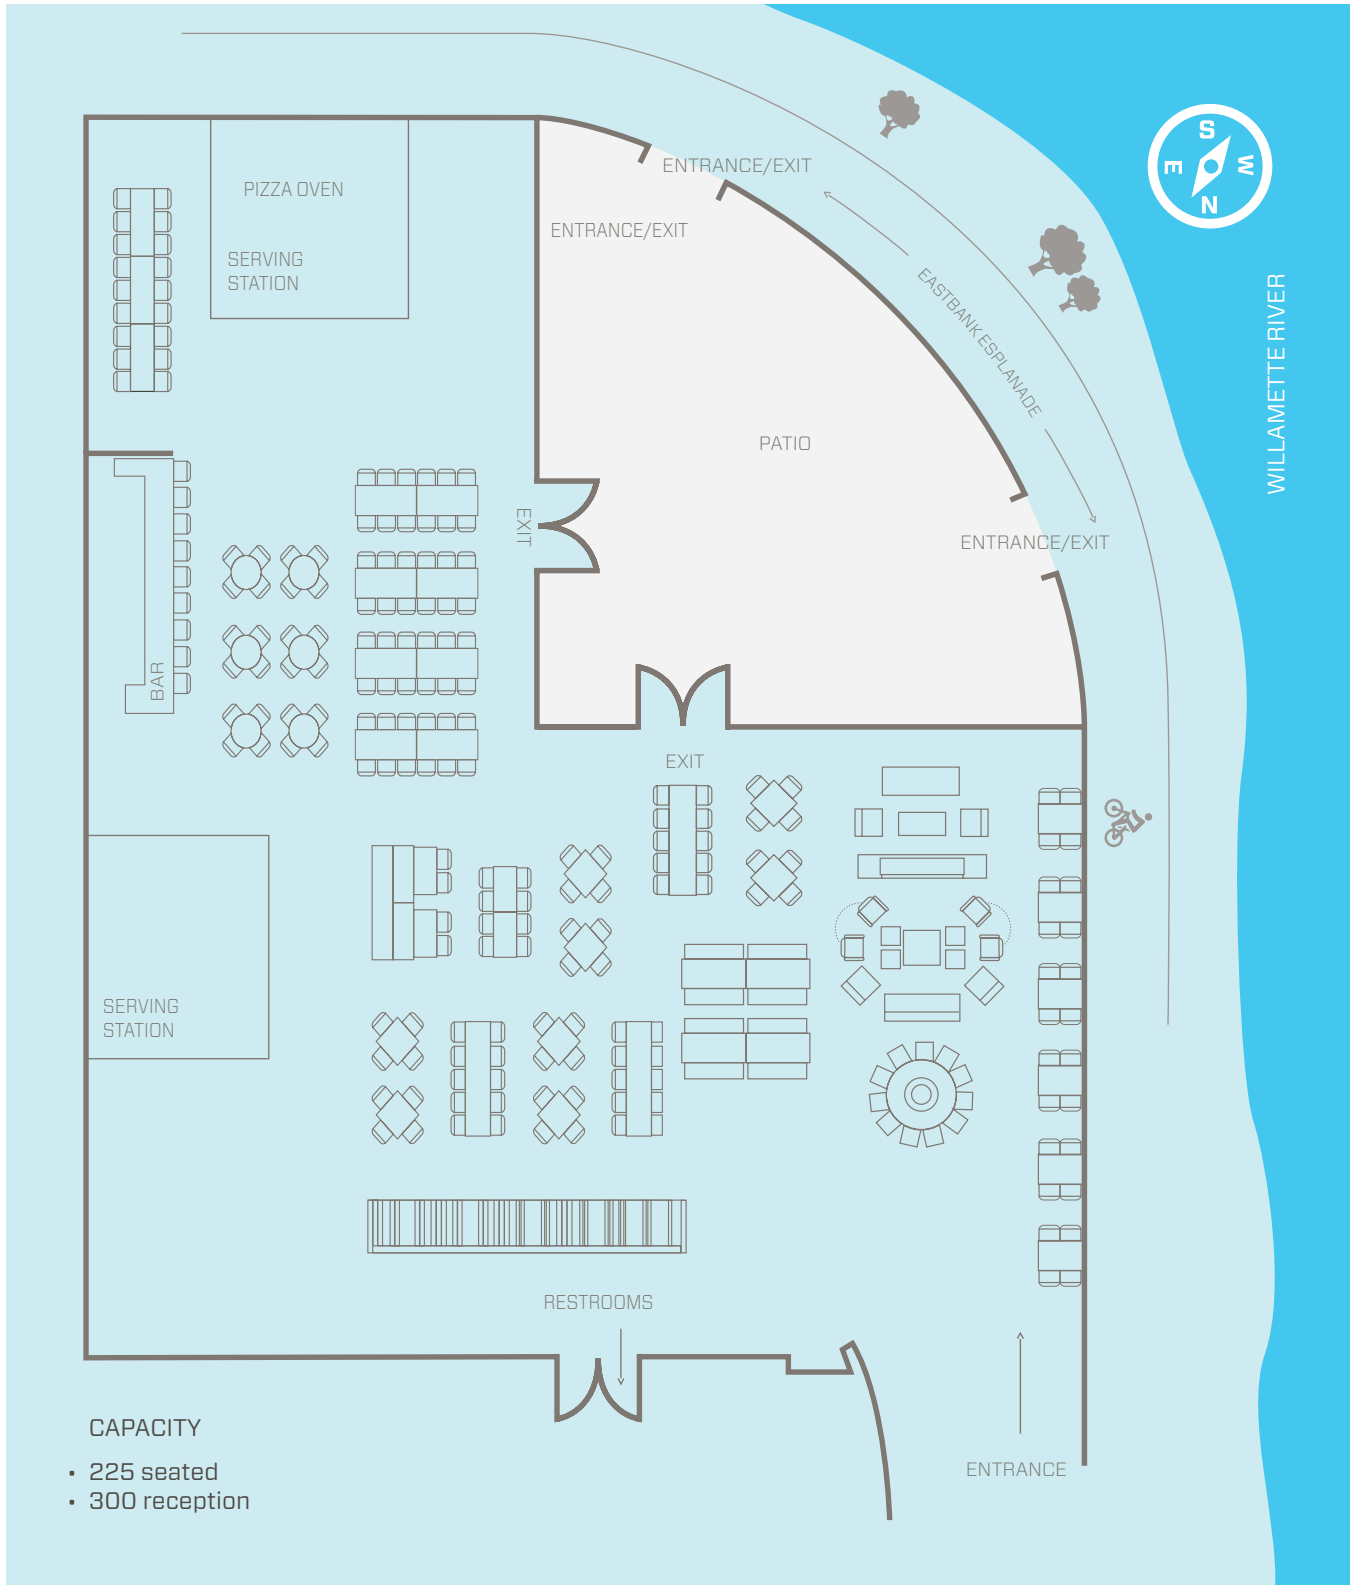 S
W
E
N
ENTRANCE/EXIT
PIZZA OVEN
ENTRANCE/EXIT
SERVING
STATION
EASTBANK ESPLANADE
WILLAMETTE RIVER
PATIO
EXIT
ENTRANCE/EXIT
BAR
EXIT
SERVING
STATION
RESTROOMS
CAPACITY
• 225 seated
• 300 reception
ENTRANCE